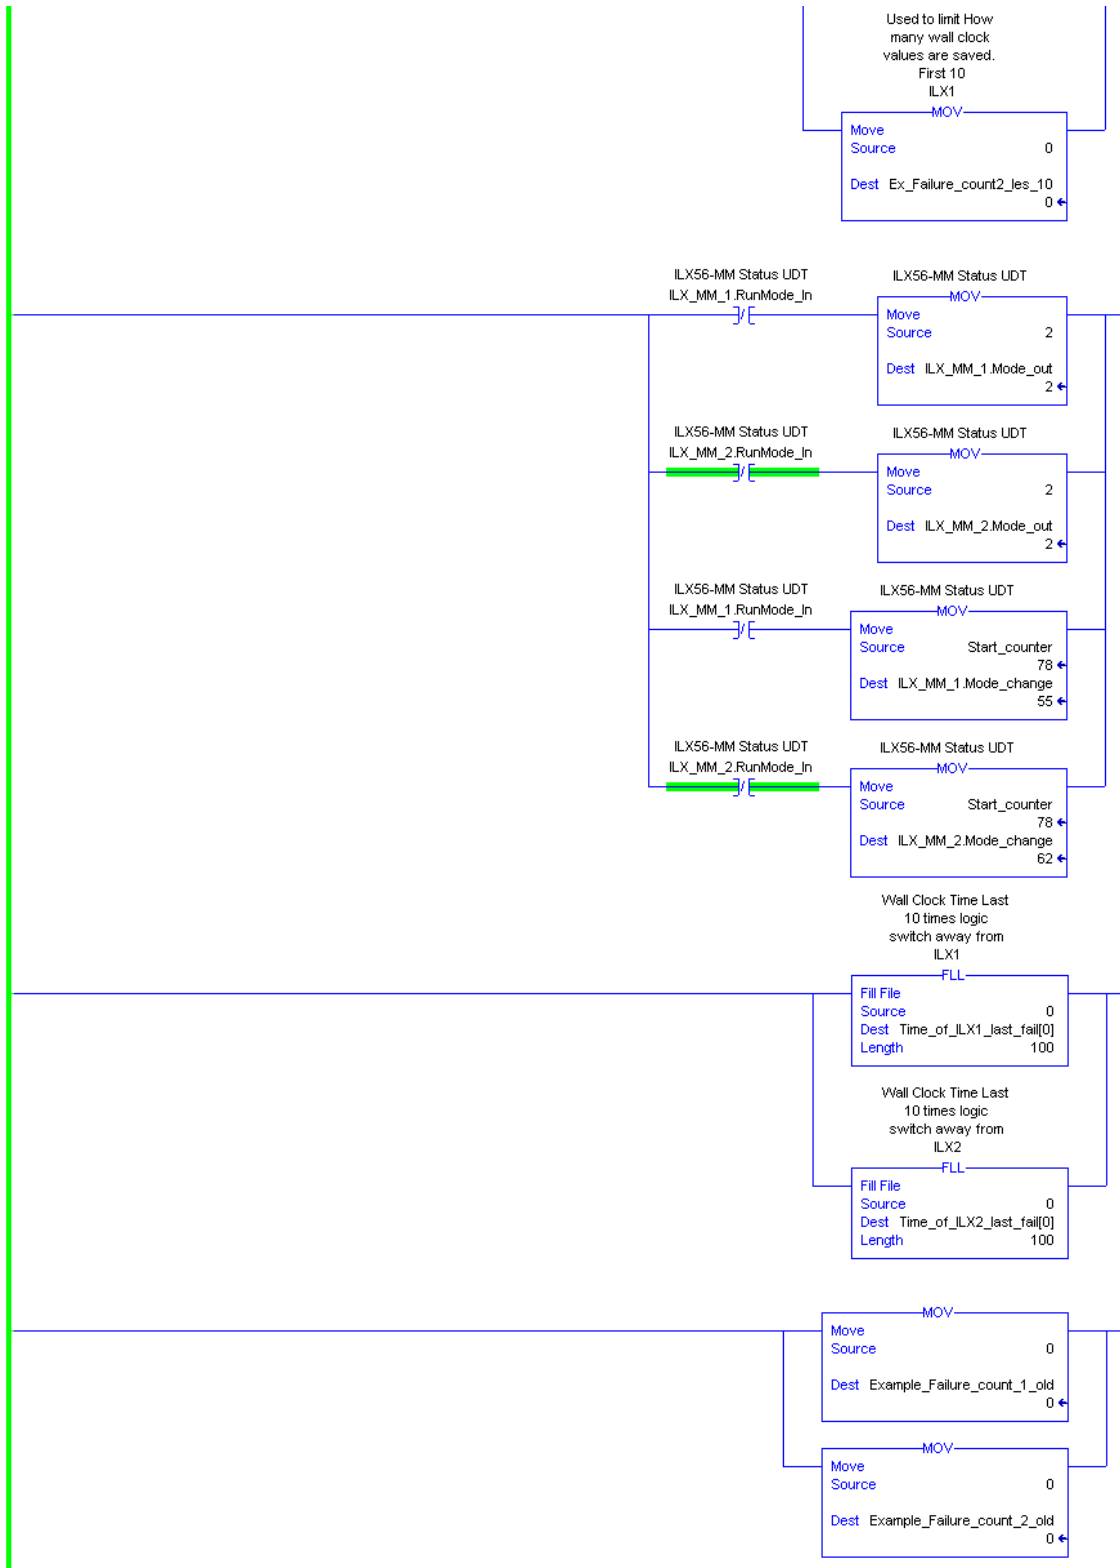 Used to limit How
many wall clock
values are saved.
First 10
ILX1
MOV
Move
Source 0
Dest Ex_Failure_count2_les_10
0
ILX56-MM Status UDT
ILX_MM_1.RunMode_In
ILX56-MM Status UDT
MOV
Move
Source 2
Dest ILX_MM_1.Mode_out
2
ILX56-MM Status UDT
ILX_MM_2.RunMode_In
ILX56-MM Status UDT
MOV
Move
Source 2
Dest ILX_MM_2.Mode_out
2
ILX56-MM Status UDT
ILX_MM_1.RunMode_In
ILX56-MM Status UDT
MOV
Move
Source Start_counter
78
Dest ILX_MM_1.Mode_change
55
ILX56-MM Status UDT
ILX_MM_2.RunMode_In
ILX56-MM Status UDT
MOV
Move
Source Start_counter
78
Dest ILX_MM_2.Mode_change
62
Wall Clock Time Last
10 times logic
switch away from
ILX1
FLL
Fill File
Source 0
Dest Time_of_ILX1_last_fail[0]
Length 100
Wall Clock Time Last
10 times logic
switch away from
ILX2
FLL
Fill File
Source 0
Dest Time_of_ILX2_last_fail[0]
Length 100
MOV
Move
Source 0
Dest Example_Failure_count_1_old
0
MOV
Move
Source 0
Dest Example_Failure_count_2_old
0